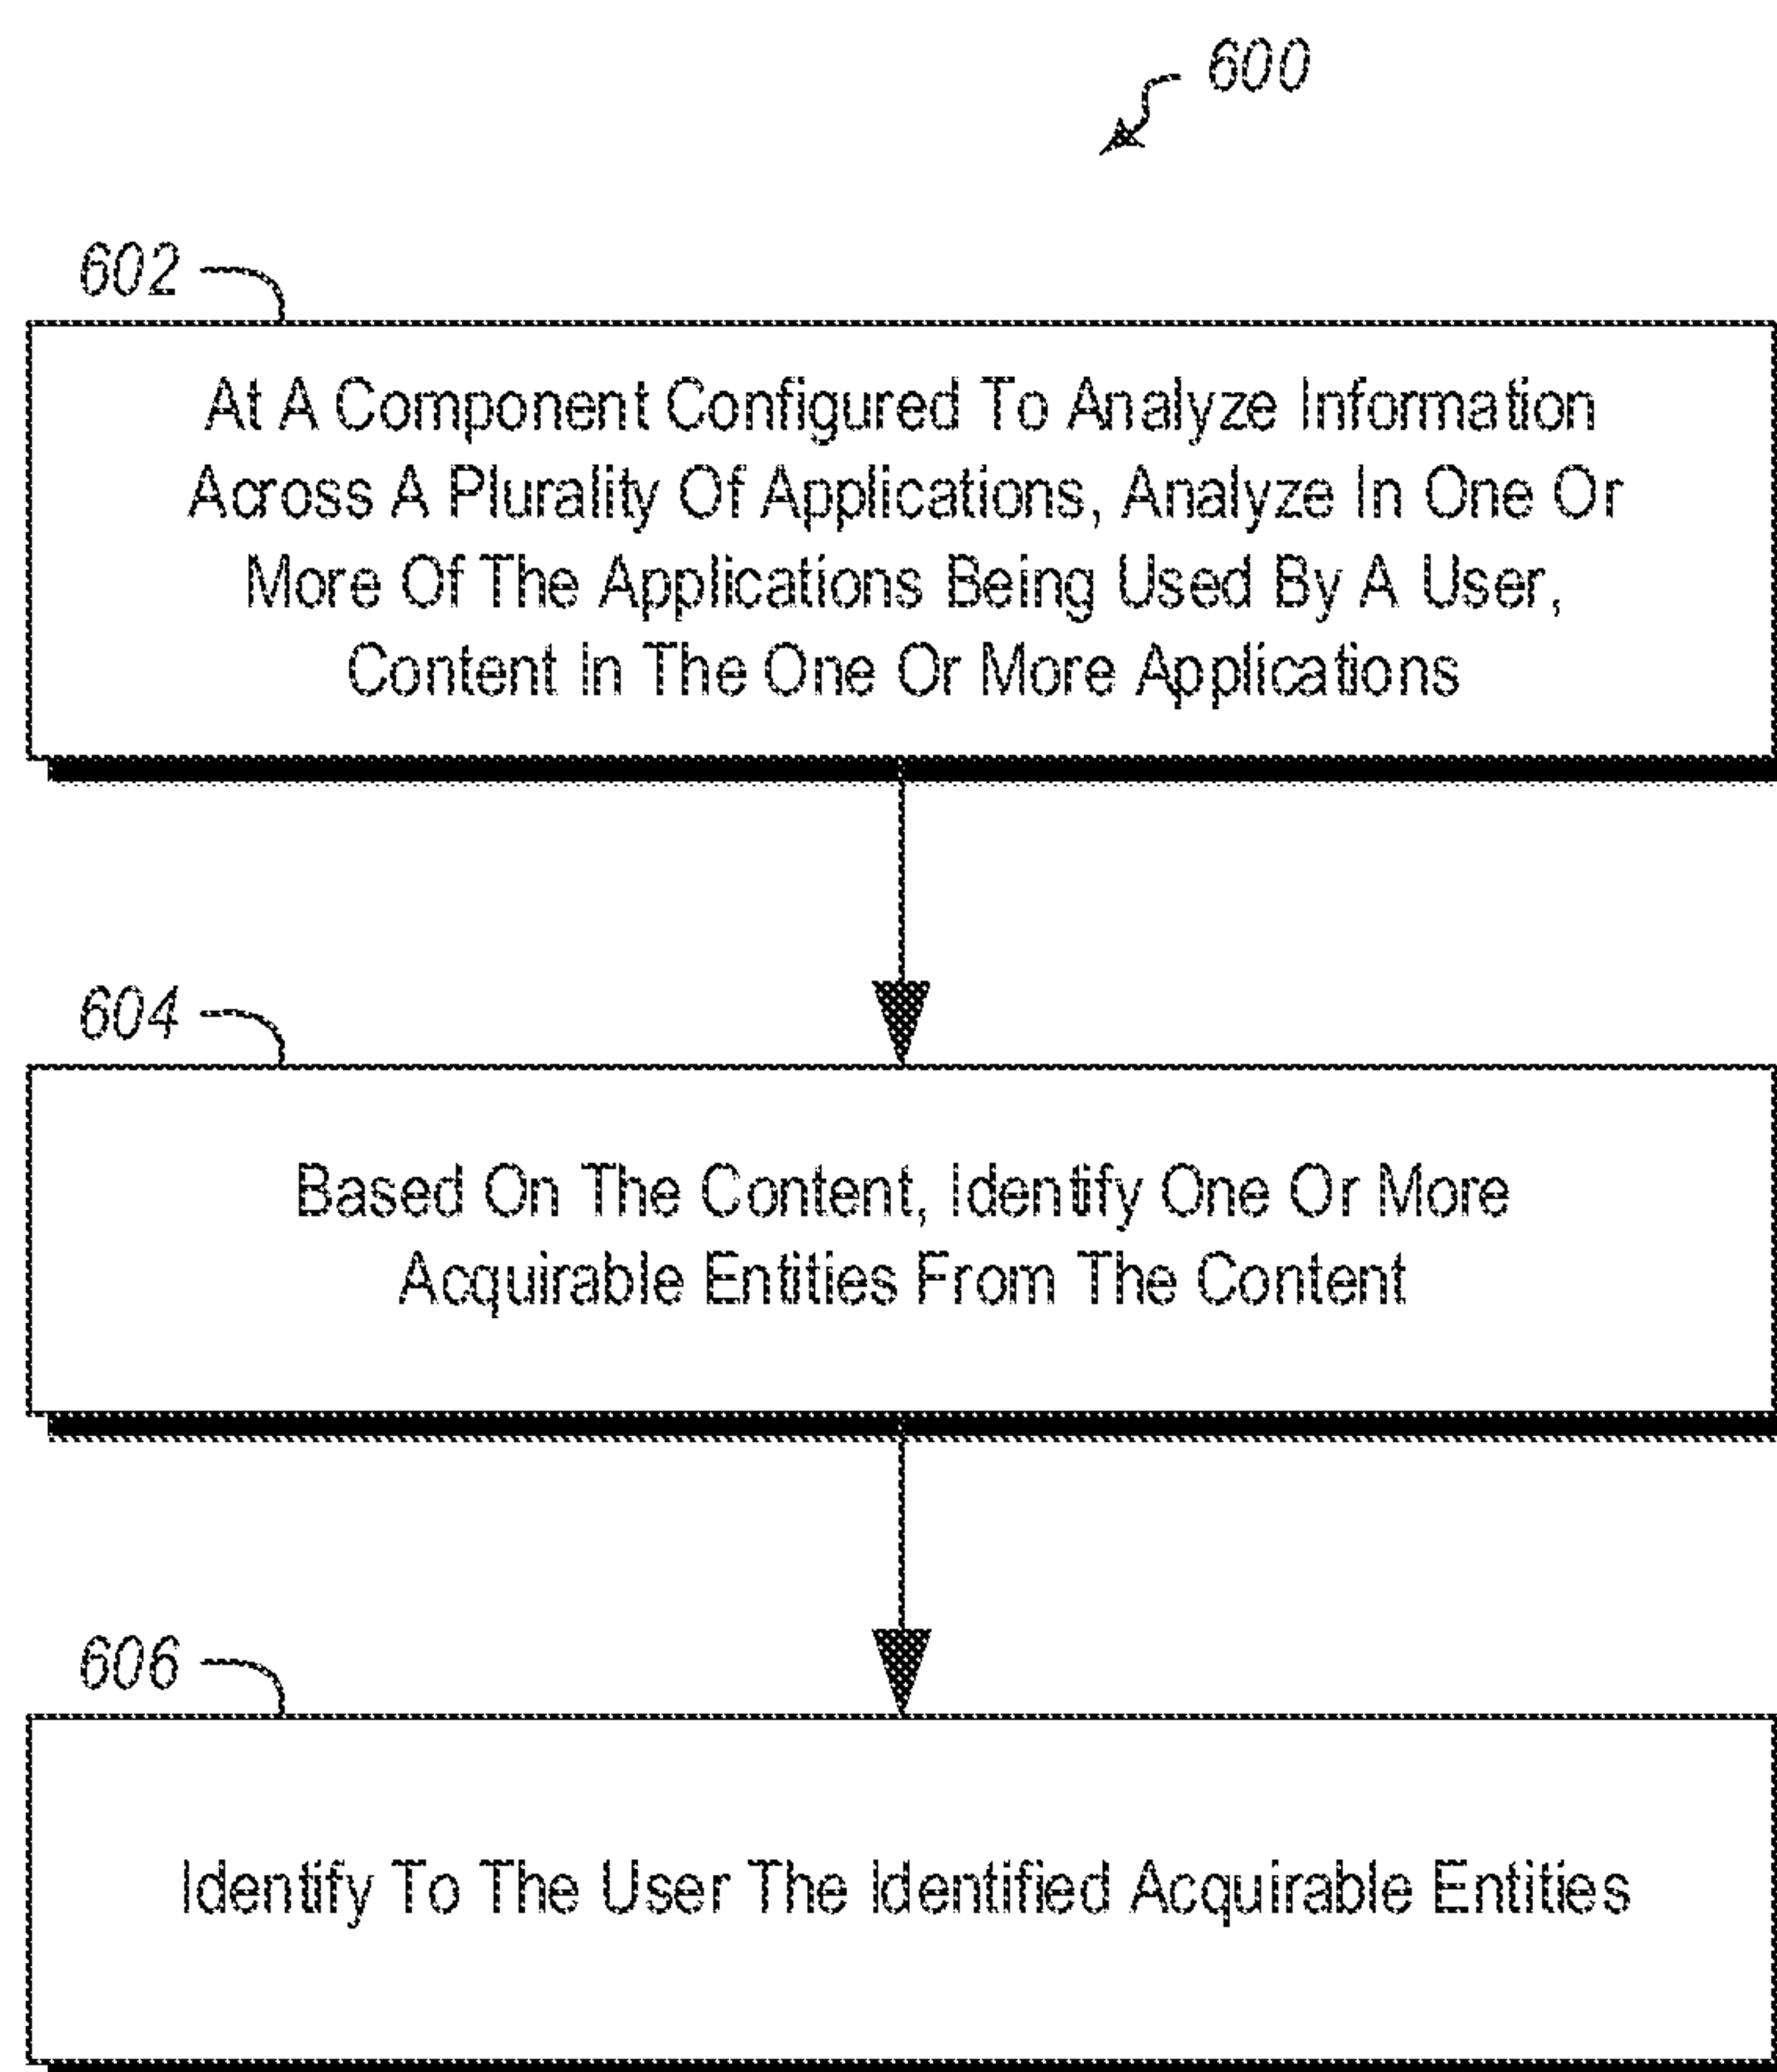 600
602
At A Component Configured To Analyze Information
Across A Plurality Of Applications, Analyze In One Or
More Of The Applications Being Used By A User,
Content In The One Or More Applications
604
Based On The Content, Identify One Or More
Acquirable Entities From The Content
606
Identify To The User The Identified Acquirable Entities